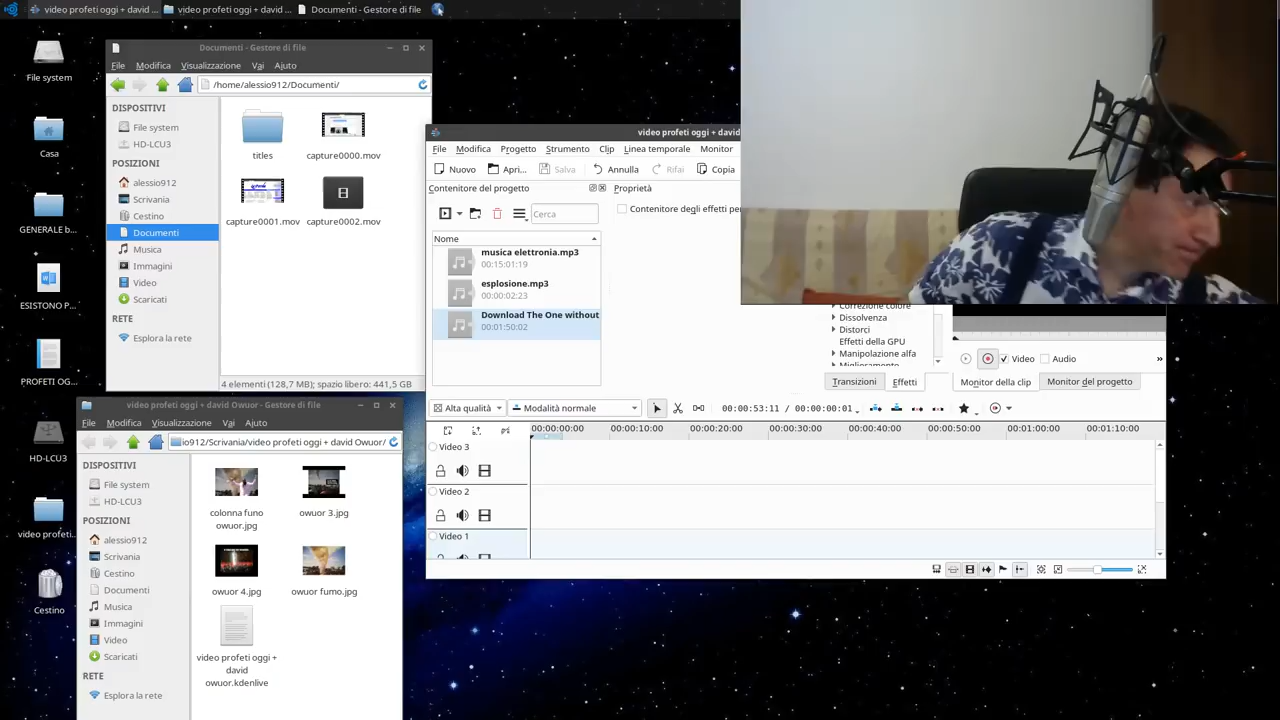 video profeti oggi + david ...
video profeti oggi + david ...
Documenti - Gestore di file
File system
Casa
GENERALE b...
ESISTONO P...
PROFETI OG...
HD-LCU3
video profeti...
Cestino
Documenti - Gestore di file
File Modifica Visualizzazione Vai Aiuto
/home/alessio912/Documenti/
DISPOSITIVI
File system
HD-LCU3
POSIZIONI
alessio912
Scrivania
Cestino
Documenti
Musica
Immagini
Video
Scaricati
RETE
Esplora la rete
titles
capture0000.mov
capture0001.mov
capture0002.mov
4 elementi (128,7 MB); spazio libero: 441,5 GB
video profeti oggi + david Owuor - Gestore di file
File Modifica Visualizzazione Vai Aiuto
io912/Scrivania/video profeti oggi + david Owuor/
DISPOSITIVI
File system
HD-LCU3
POSIZIONI
alessio912
Scrivania
Cestino
Documenti
Musica
Immagini
Video
Scaricati
RETE
Esplora la rete
colonna funo
owuor.jpg
owuor 3.jpg
owuor 4.jpg
owuor fumo.jpg
video profeti oggi +
david
owuor.kdenlive
video profeti oggi + david
File Modifica Progetto Strumento Clip Linea temporale Monitor
Nuovo Apri... Salva Annulla Rifai Copia
Contenitore del progetto
Proprietà
Cerca
Contenitore degli effetti per
Nome
musica elettronia.mp3
00:15:01:19
esplosione.mp3
00:00:02:23
Download The One without
00:01:50:02
Correzione colore
Dissolvenza
Distorci
Effetti della GPU
Manipolazione alfa
Miglioramento
Transizioni Effetti
Video Audio »
Monitor della clip Monitor del progetto
Alta qualità Modalità normale 00:00:53:11 / 00:00:00:01
00:00:00:00 00:00:10:00 00:00:20:00 00:00:30:00 00:00:40:00 00:00:50:00 00:01:00:00 00:01:10:00
Video 3
Video 2
Video 1